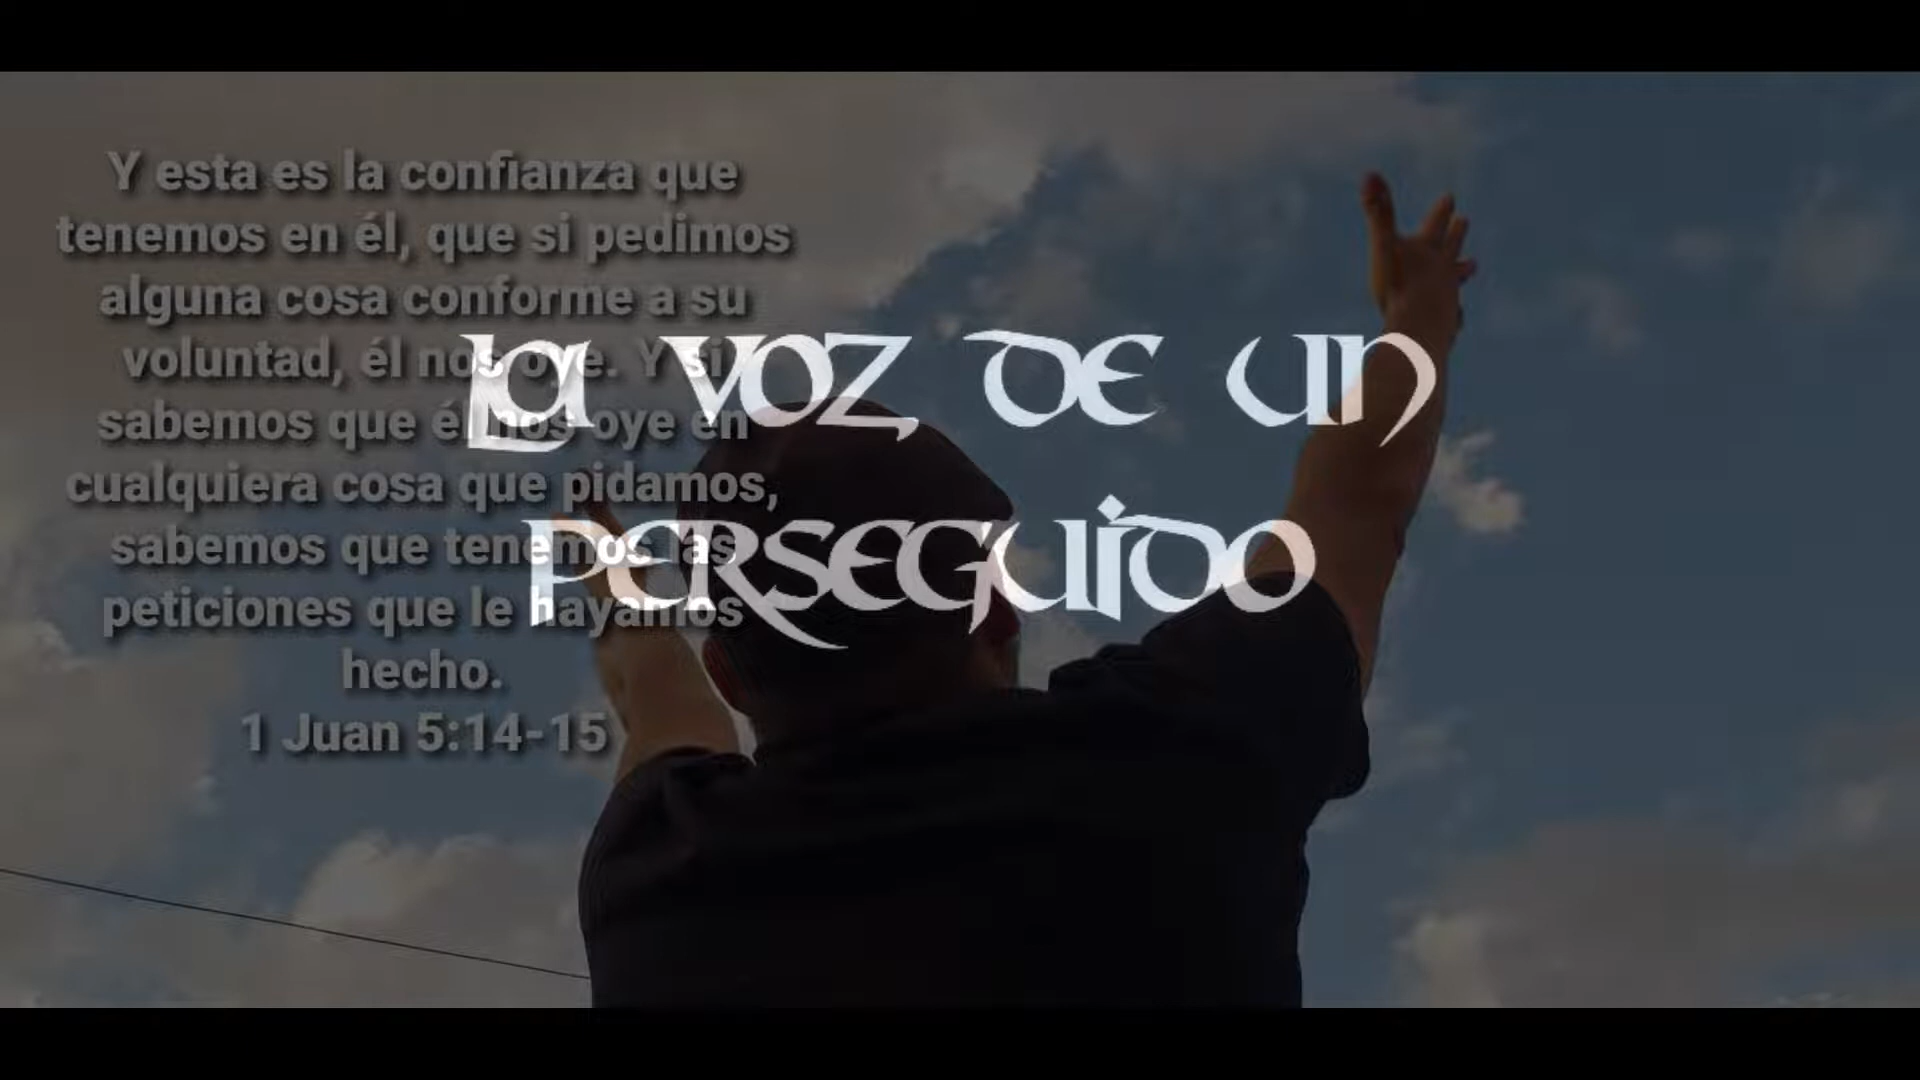 Y esta es la confianza que
tenemos en él, que si pedimos
alguna cosa conforme a su
voluntad, él nos oye. Y si
sabemos que él nos oye en
cualquiera cosa que pidamos,
sabemos que tenemos las
peticiones que le hayamos
hecho.
1 Juan 5:14-15
La voz de un
perseguido